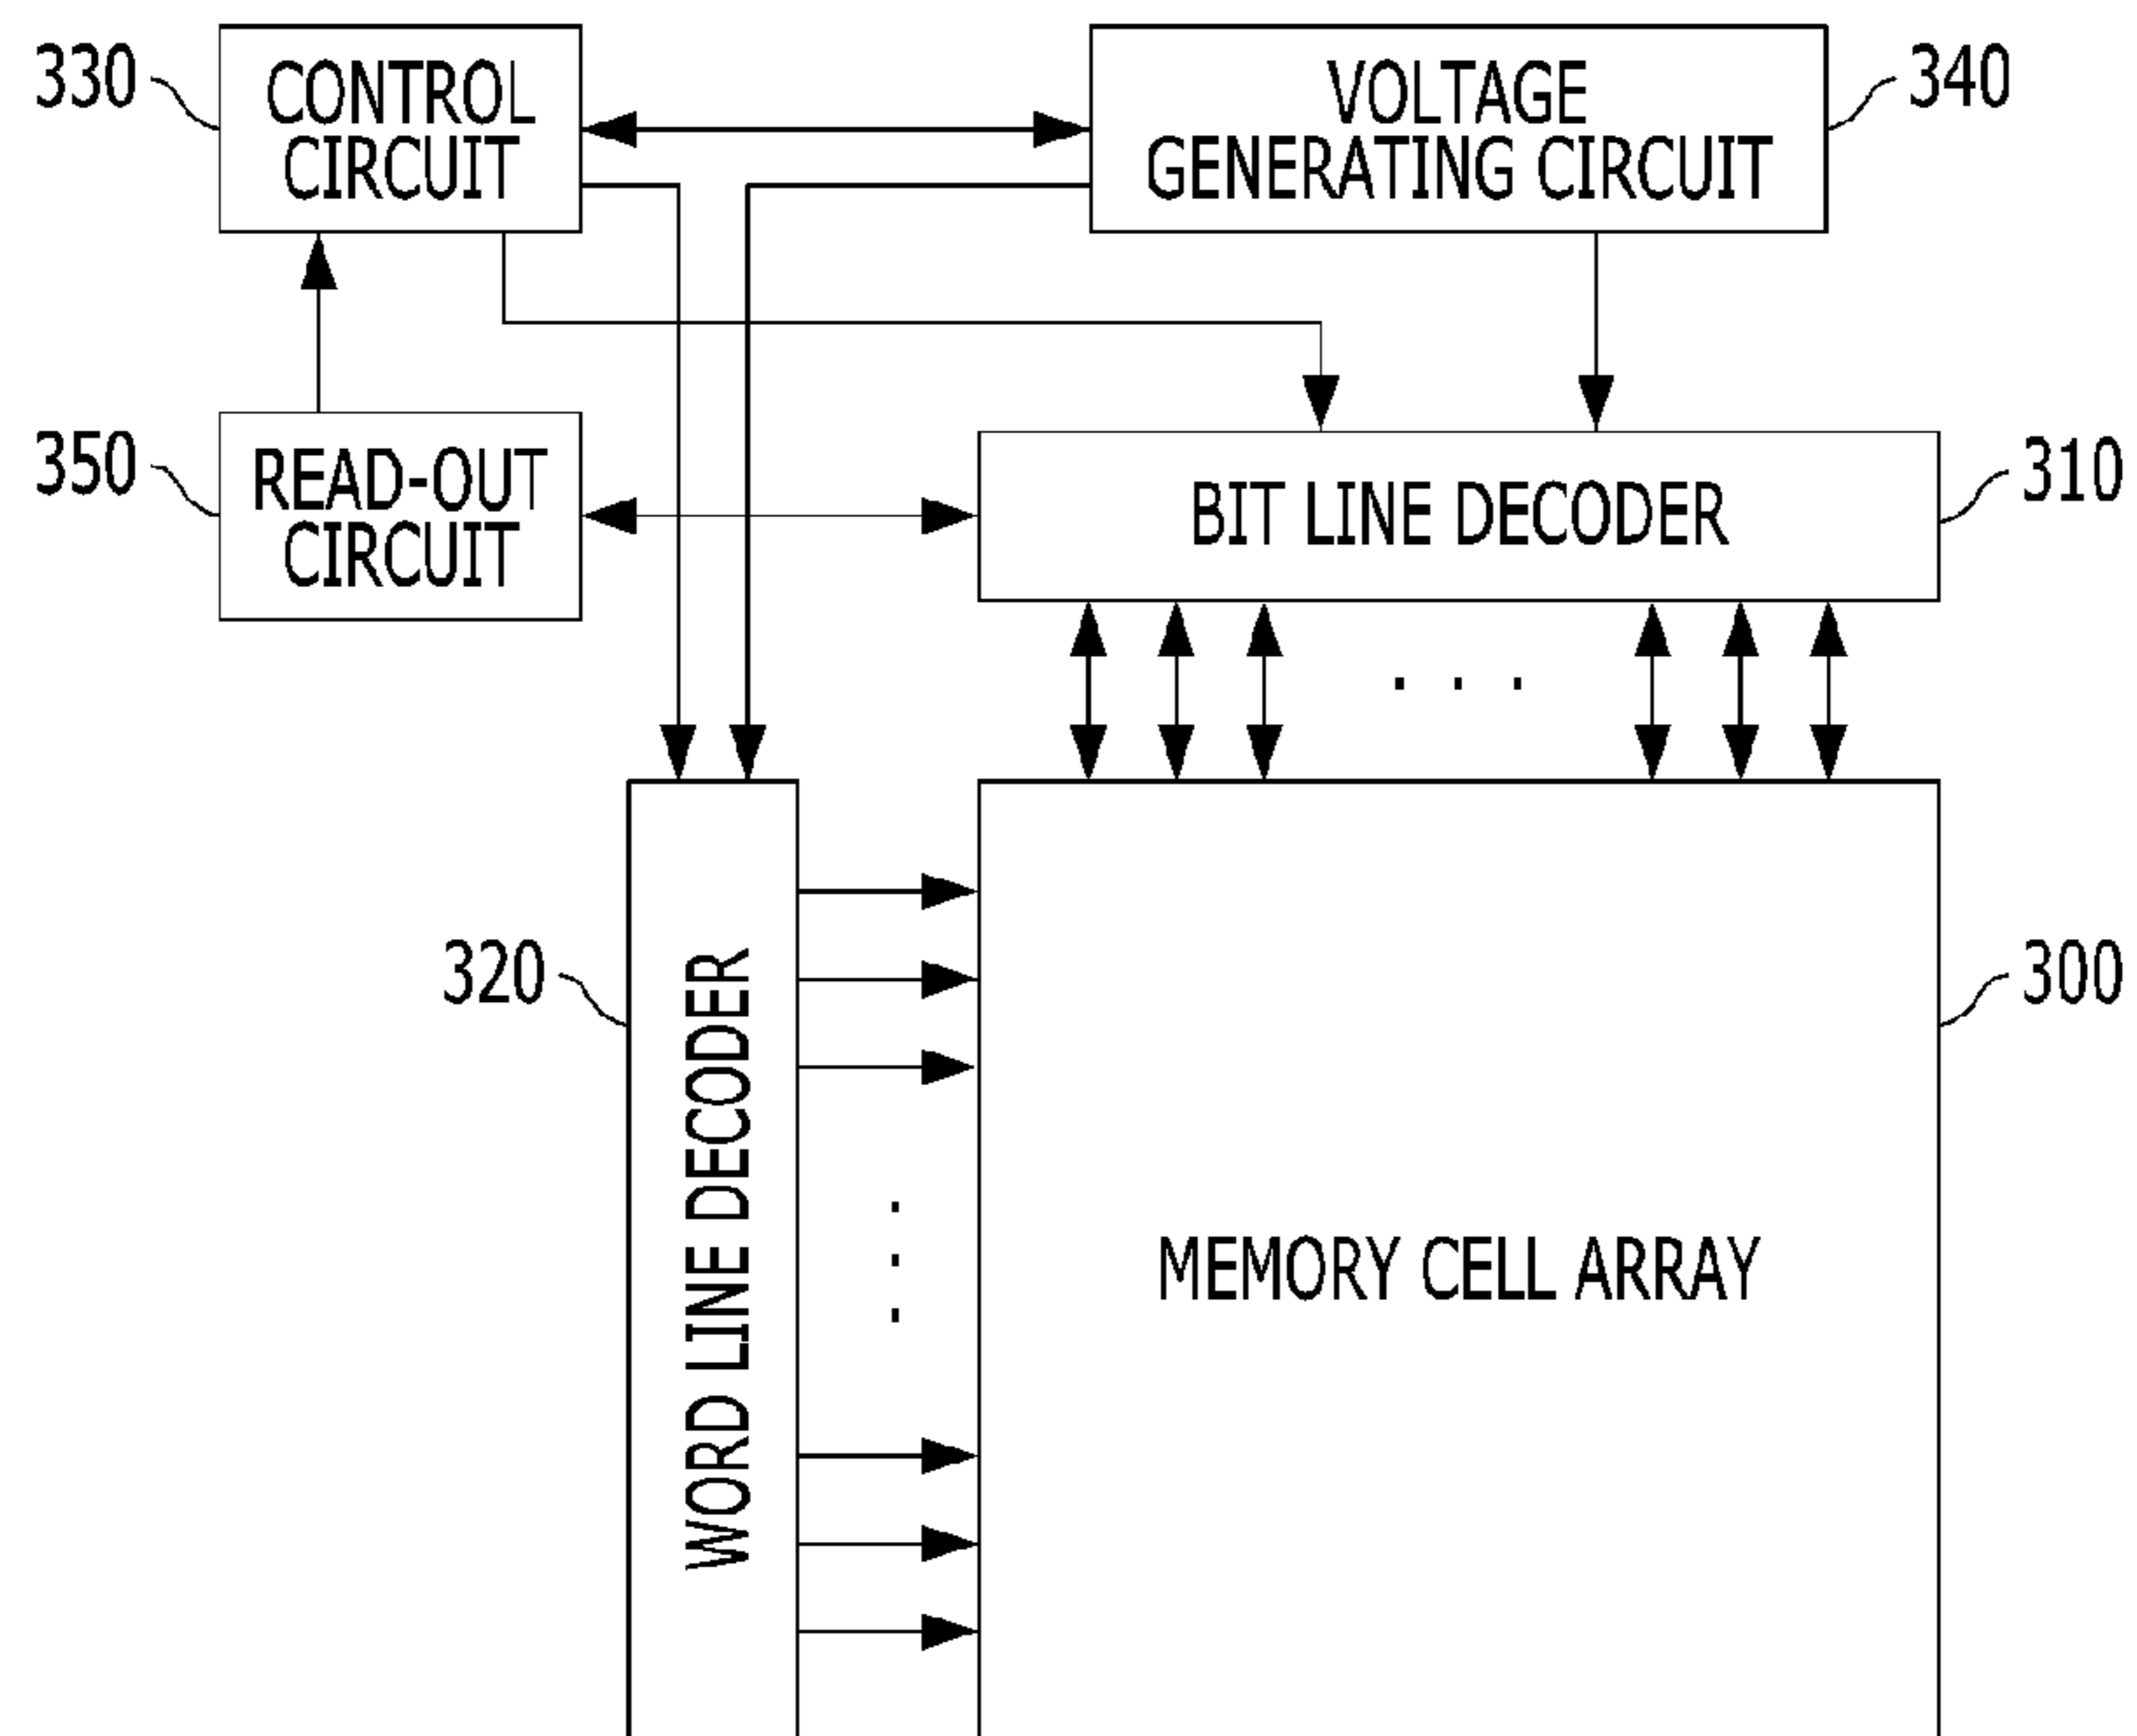 330
CONTROL
CIRCUIT
VOLTAGE
GENERATING CIRCUIT
340
350
READ-OUT
CIRCUIT
BIT LINE DECODER
310
. . .
320
WORD LINE DECODER
. . .
MEMORY CELL ARRAY
300